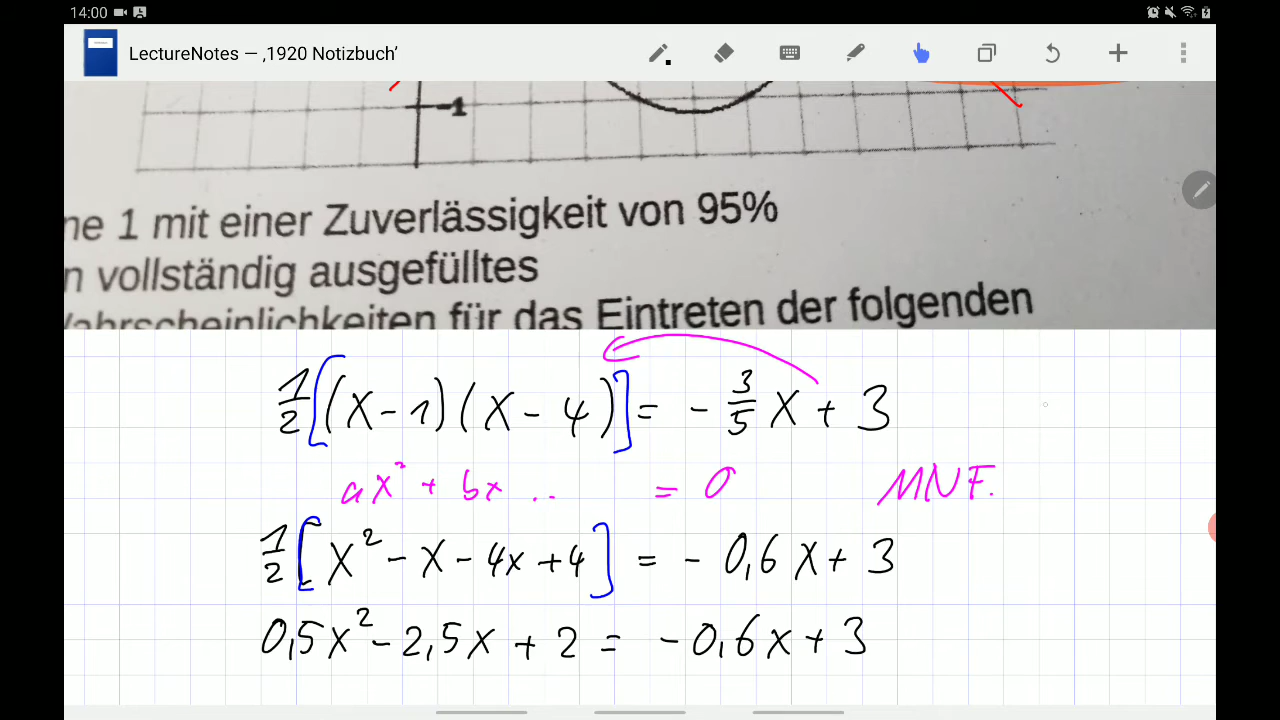 14:00
LectureNotes – ‚1920 Notizbuch’
-1
ne 1 mit einer Zuverlässigkeit von 95%
n vollständig ausgefülltes
Wahrscheinlichkeiten für das Eintreten der folgenden
1/2 [(x-1)(x-4)] = - 3/5 x + 3
ax² + bx .. = 0 MNF.
1/2 [x² - x - 4x + 4] = - 0,6x + 3
0,5x² - 2,5x + 2 = - 0,6x + 3